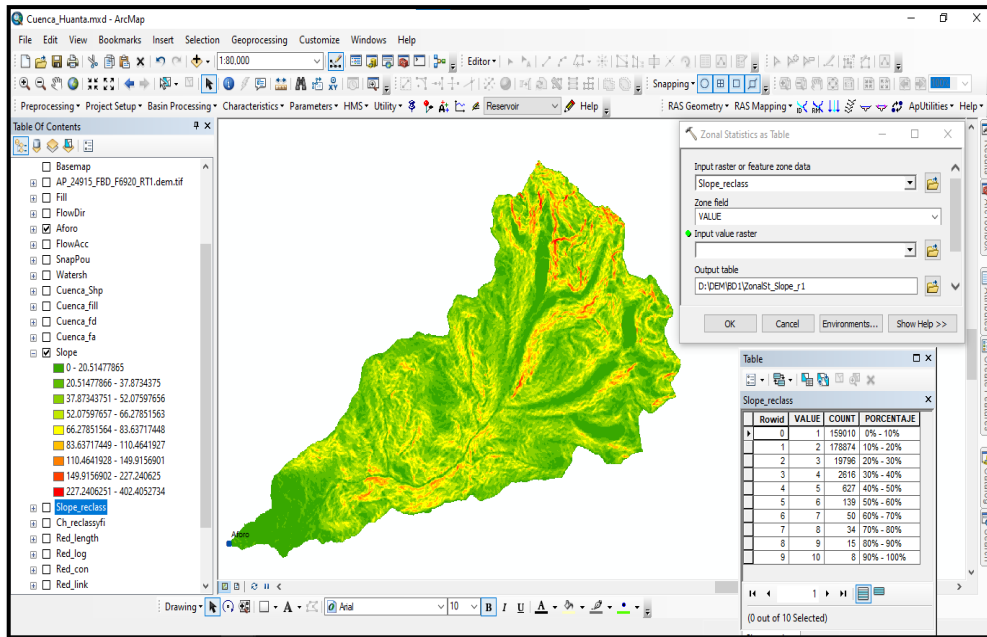 Cuenca_Huanta.mxd - ArcMap
File Edit View Bookmarks Insert Selection Geoprocessing Customize Windows Help
1:80,000 Editor
Snapping
Preprocessing Project Setup Basin Processing Characteristics Parameters HMS Utility Reservoir Help RAS Geometry RAS Mapping ApUtilities Help
Table Of Contents
Basemap
AP_24915_FBD_F6920_RT1.dem.tif
Fill
FlowDir
Aforo
FlowAcc
SnapPou
Watersh
Cuenca_Shp
Cuenca_fill
Cuenca_fd
Cuenca_fa
Slope
0 - 20.51477865
20.51477866 - 37.8734375
37.87343751 - 52.07597656
52.07597657 - 66.27851563
66.27851564 - 83.63717448
83.63717449 - 110.4641927
110.4641928 - 149.9156901
149.9156902 - 227.240625
227.2406251 - 402.4052734
Slope_reclass
Ch_reclassyfi
Red_length
Red_log
Red_con
Red_link
Aforo
Zonal Statistics as Table
Input raster or feature zone data
Slope_reclass
Zone field
VALUE
Input value raster
Output table
D:\DEM\BD1\ZonalSt_Slope_r1
OK Cancel Environments... Show Help >>
Table
Slope_reclass
Rowid VALUE COUNT PORCENTAJE
0 1 159010 0% - 10%
1 2 178874 10% - 20%
2 3 19796 20% - 30%
3 4 2616 30% - 40%
4 5 627 40% - 50%
5 6 139 50% - 60%
6 7 50 60% - 70%
7 8 34 70% - 80%
8 9 15 80% - 90%
9 10 8 90% - 100%
1
(0 out of 10 Selected)
Drawing A Arial 10 B I U A